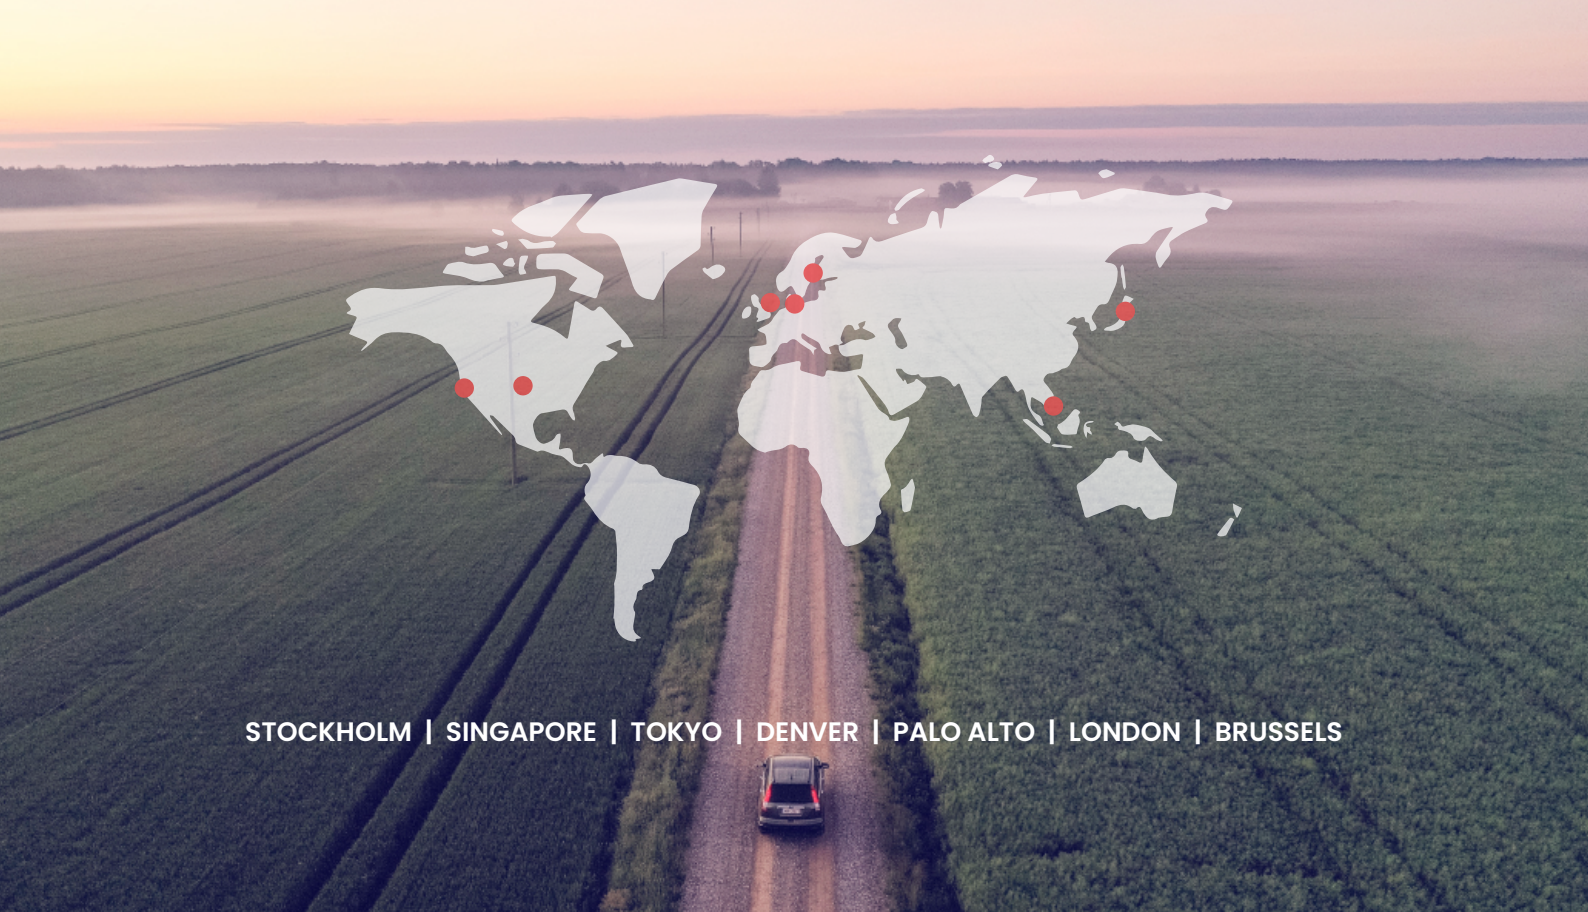 STOCKHOLM | SINGAPORE | TOKYO | DENVER | PALO ALTO | LONDON | BRUSSELS